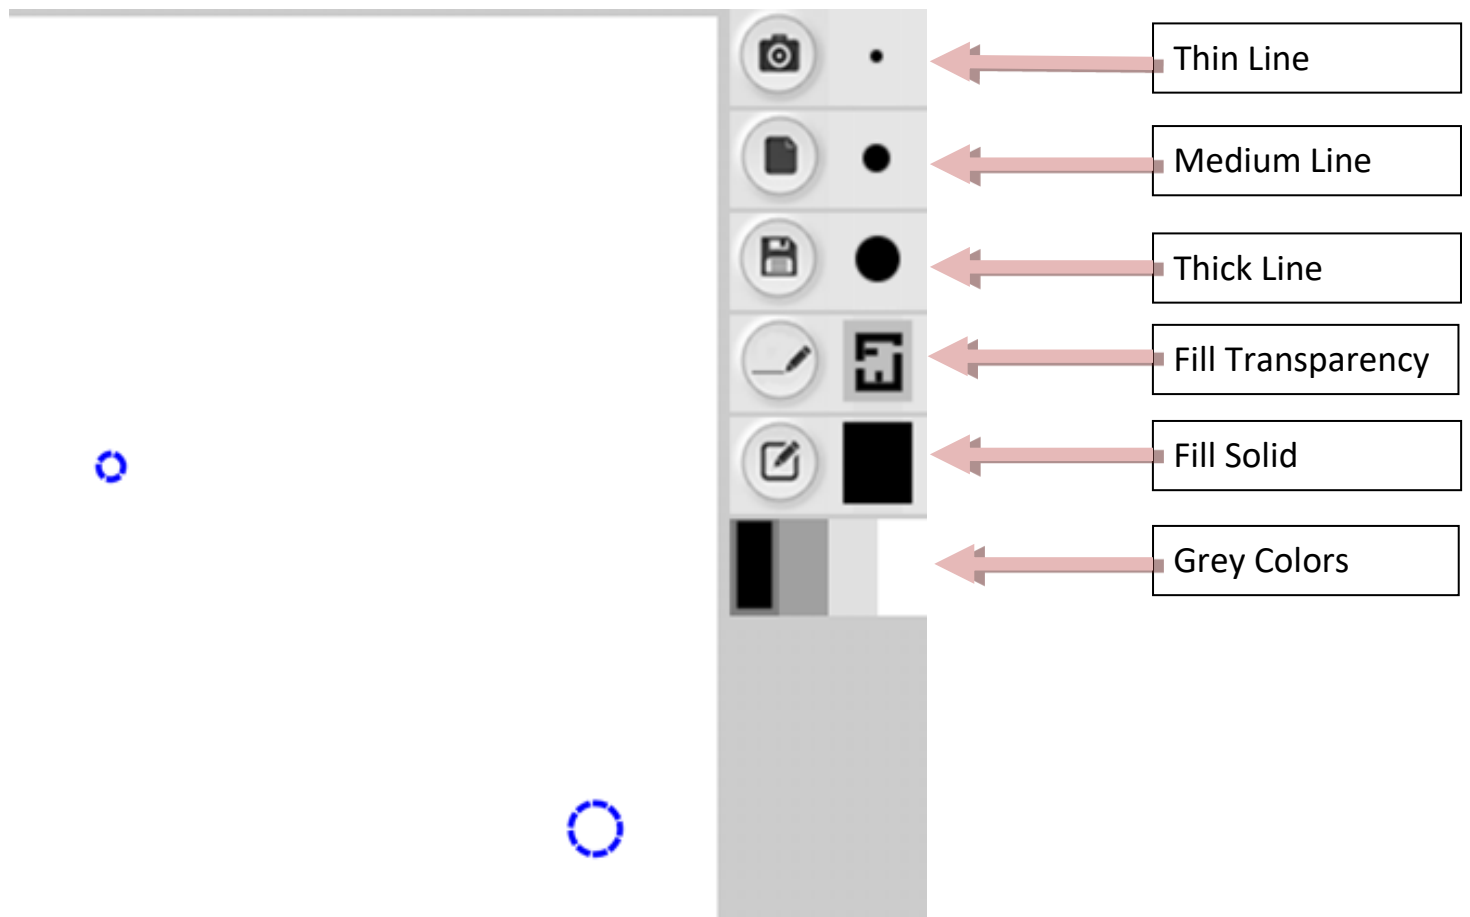 Thin Line
Medium Line
Thick Line
Fill Transparency
Fill Solid
Grey Colors